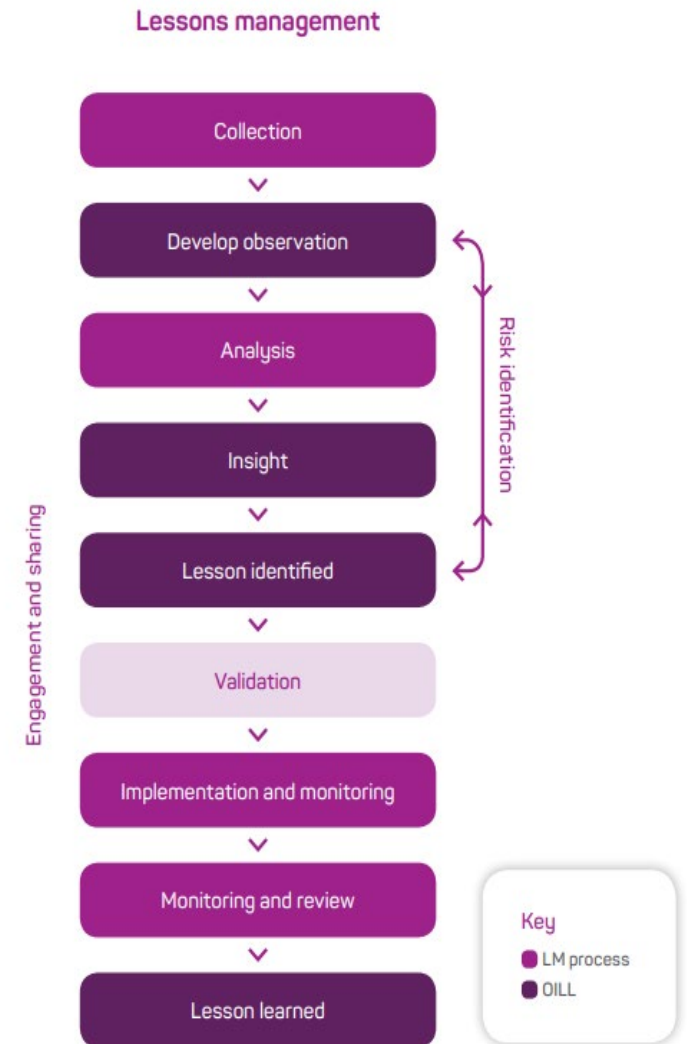 Lessons management
Collection
Develop observation
Analysis
Insight
Lesson identified
Validation
Implementation and monitoring
Monitoring and review
Lesson learned
Engagement and sharing
Risk identification
Key
LM process
OILL